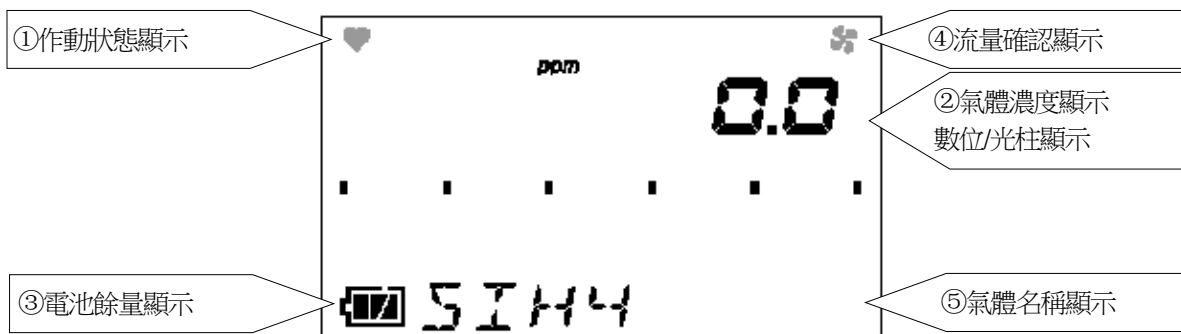 ①作動狀態顯示
④流量確認顯示
ppm
0.0
②氣體濃度顯示
數位/光柱顯示
③電池餘量顯示
SIH4
⑤氣體名稱顯示